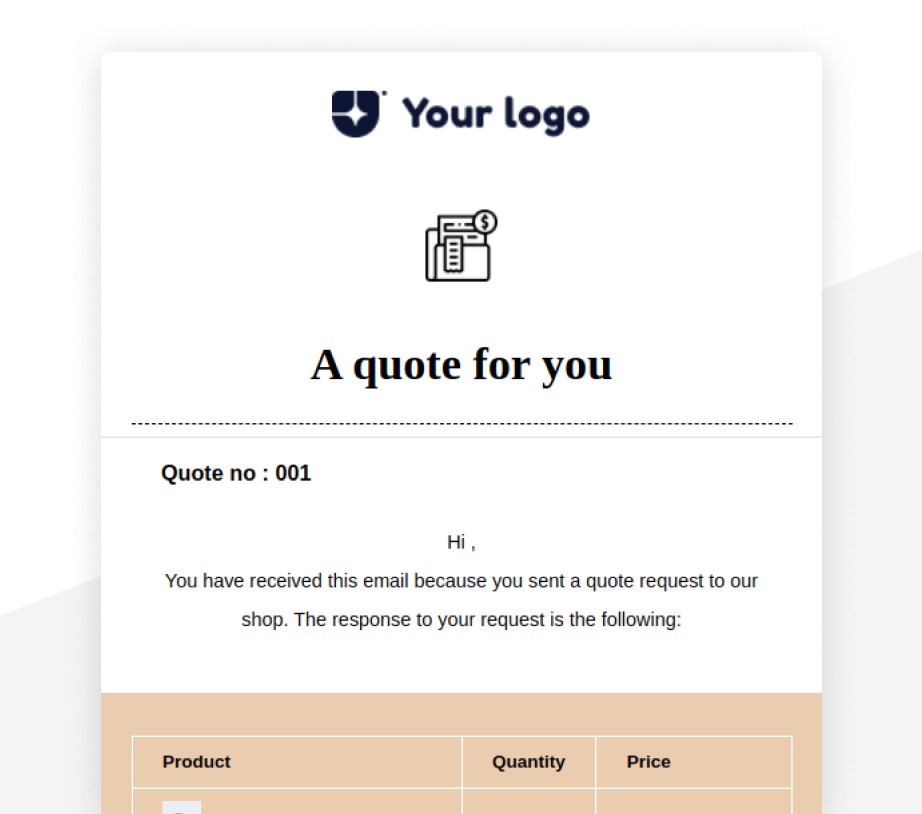 Your logo
$
A quote for you
Quote no : 001
Hi ,
You have received this email because you sent a quote request to our
shop. The response to your request is the following:
Product Quantity Price